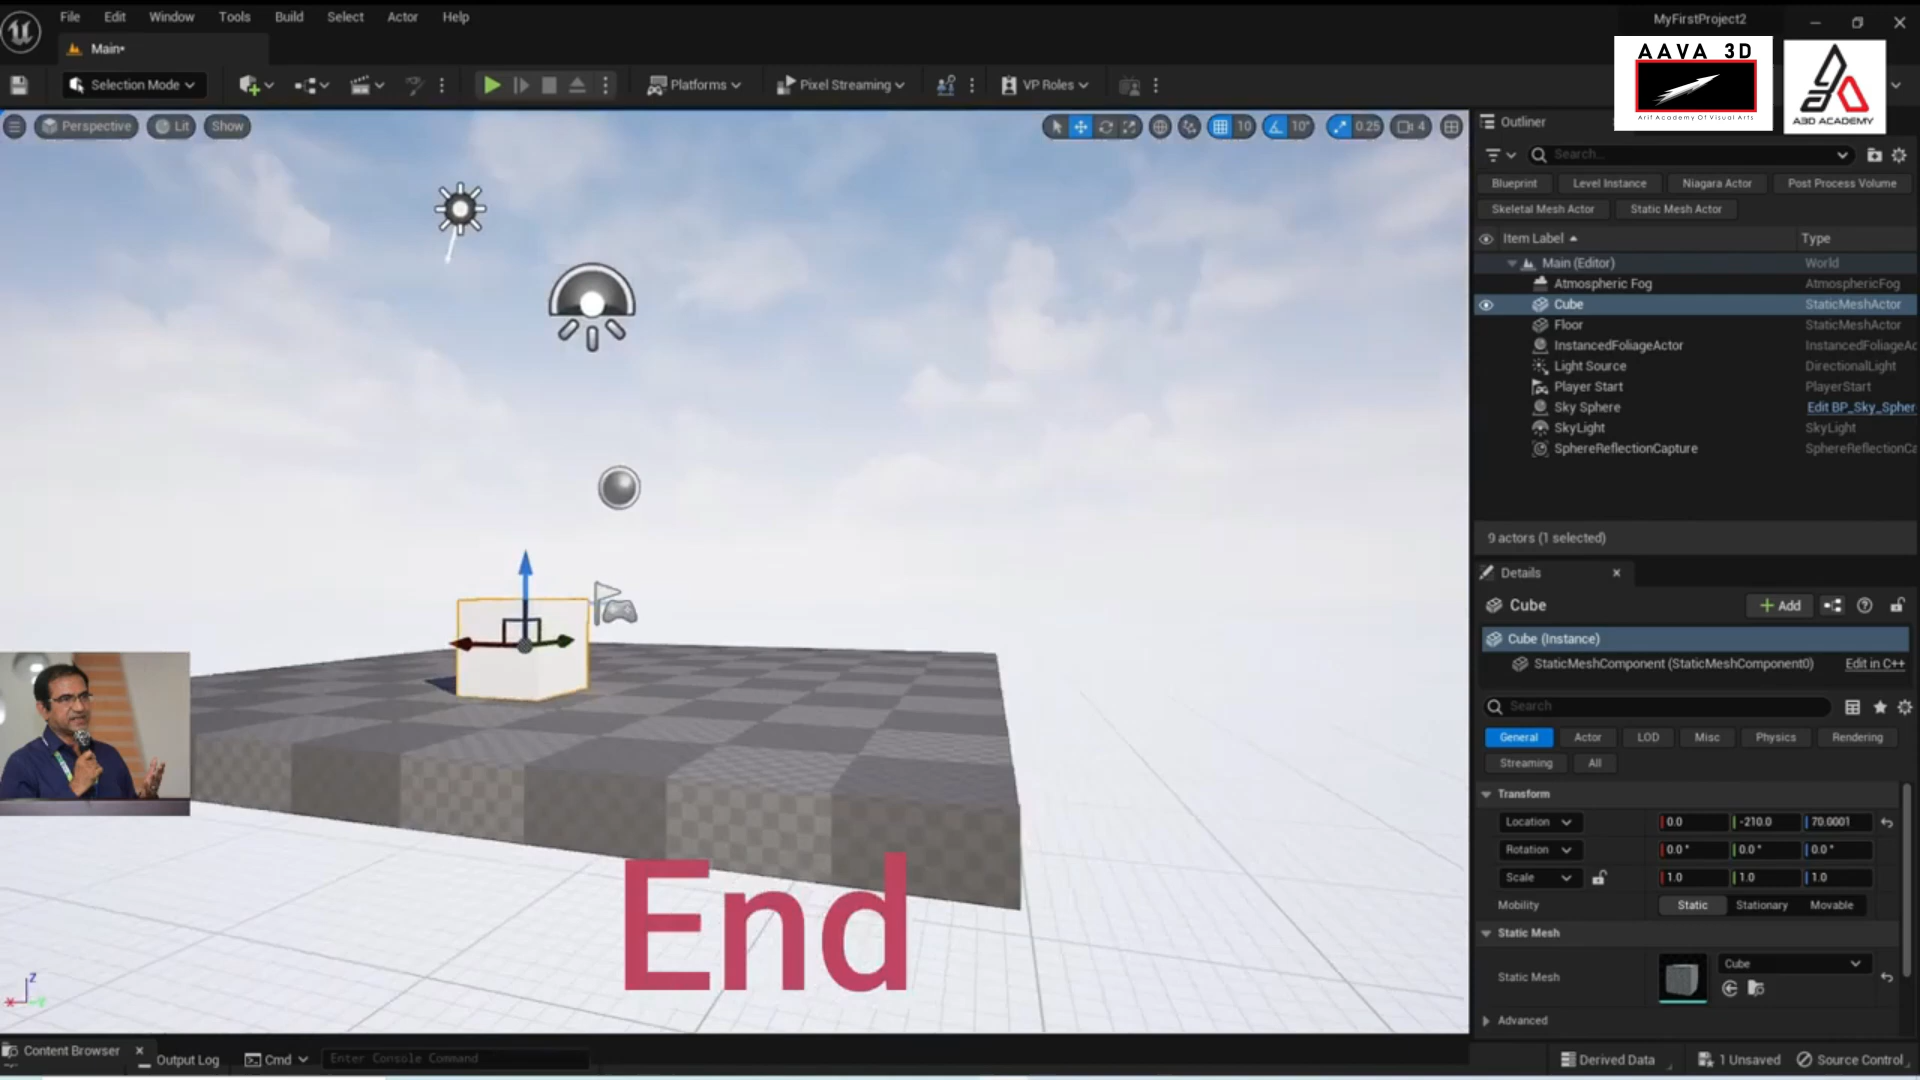 File Edit Window Tools Build Select Actor Help
MyFirstProject2
Main•
Selection Mode
Platforms
Pixel Streaming
VP Roles
AAVA 3D
Arif Academy Of Visual Arts
A3D ACADEMY
Perspective
Lit
Show
10
10°
0.25
4
Outliner
Search...
Blueprint
Level Instance
Niagara Actor
Post Process Volume
Skeletal Mesh Actor
Static Mesh Actor
Item Label Type
Main (Editor) World
Atmospheric Fog AtmosphericFog
Cube StaticMeshActor
Floor StaticMeshActor
InstancedFoliageActor InstancedFoliageAc
Light Source DirectionalLight
Player Start PlayerStart
Sky Sphere Edit BP_Sky_Spher
SkyLight SkyLight
SphereReflectionCapture SphereReflectionCa
9 actors (1 selected)
Details
Cube
Add
Cube (Instance)
StaticMeshComponent (StaticMeshComponent0) Edit in C++
Search
General Actor LOD Misc Physics Rendering
Streaming All
Transform
Location 0.0 -210.0 70.0001
Rotation 0.0° 0.0° 0.0°
Scale 1.0 1.0 1.0
Mobility Static Stationary Movable
Static Mesh
Static Mesh Cube
Advanced
End
Z
X
Y
Content Browser
Output Log
Cmd
Enter Console Command
Derived Data
1 Unsaved
Source Control